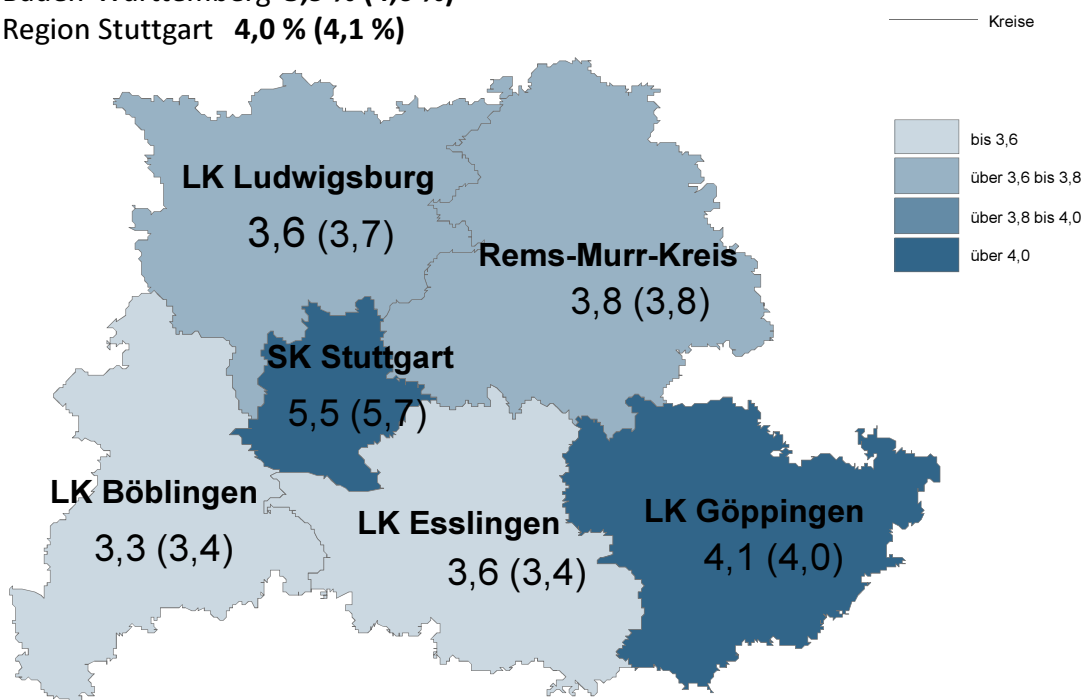 Region Stuttgart 4,0 % (4,1 %)
Kreise
bis 3,6
über 3,6 bis 3,8
über 3,8 bis 4,0
über 4,0
LK Ludwigsburg
3,6 (3,7)
Rems-Murr-Kreis
3,8 (3,8)
SK Stuttgart
5,5 (5,7)
LK Böblingen
3,3 (3,4)
LK Esslingen
3,6 (3,4)
LK Göppingen
4,1 (4,0)